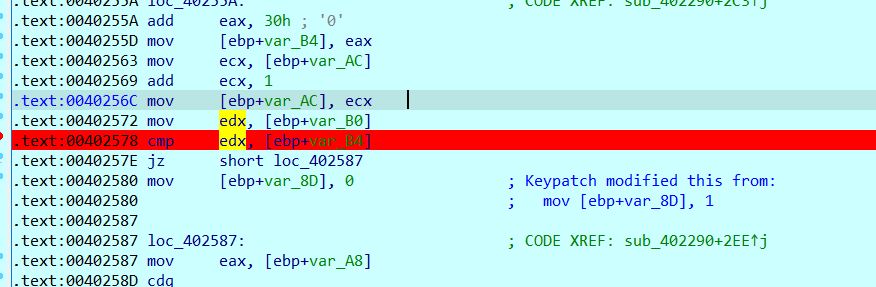 .text:0040255A loc_40255A: ; CODE XREF: sub_402290+2C3↑j
.text:0040255A add eax, 30h ; '0'
.text:0040255D mov [ebp+var_B4], eax
.text:00402563 mov ecx, [ebp+var_AC]
.text:00402569 add ecx, 1
.text:0040256C mov [ebp+var_AC], ecx
.text:00402572 mov edx, [ebp+var_B0]
.text:00402578 cmp edx, [ebp+var_B4]
.text:0040257E jz short loc_402587
.text:00402580 mov [ebp+var_8D], 0 ; Keypatch modified this from:
.text:00402580 ; mov [ebp+var_8D], 1
.text:00402587
.text:00402587 loc_402587: ; CODE XREF: sub_402290+2EE↑j
.text:00402587 mov eax, [ebp+var_A8]
.text:0040258D cdq